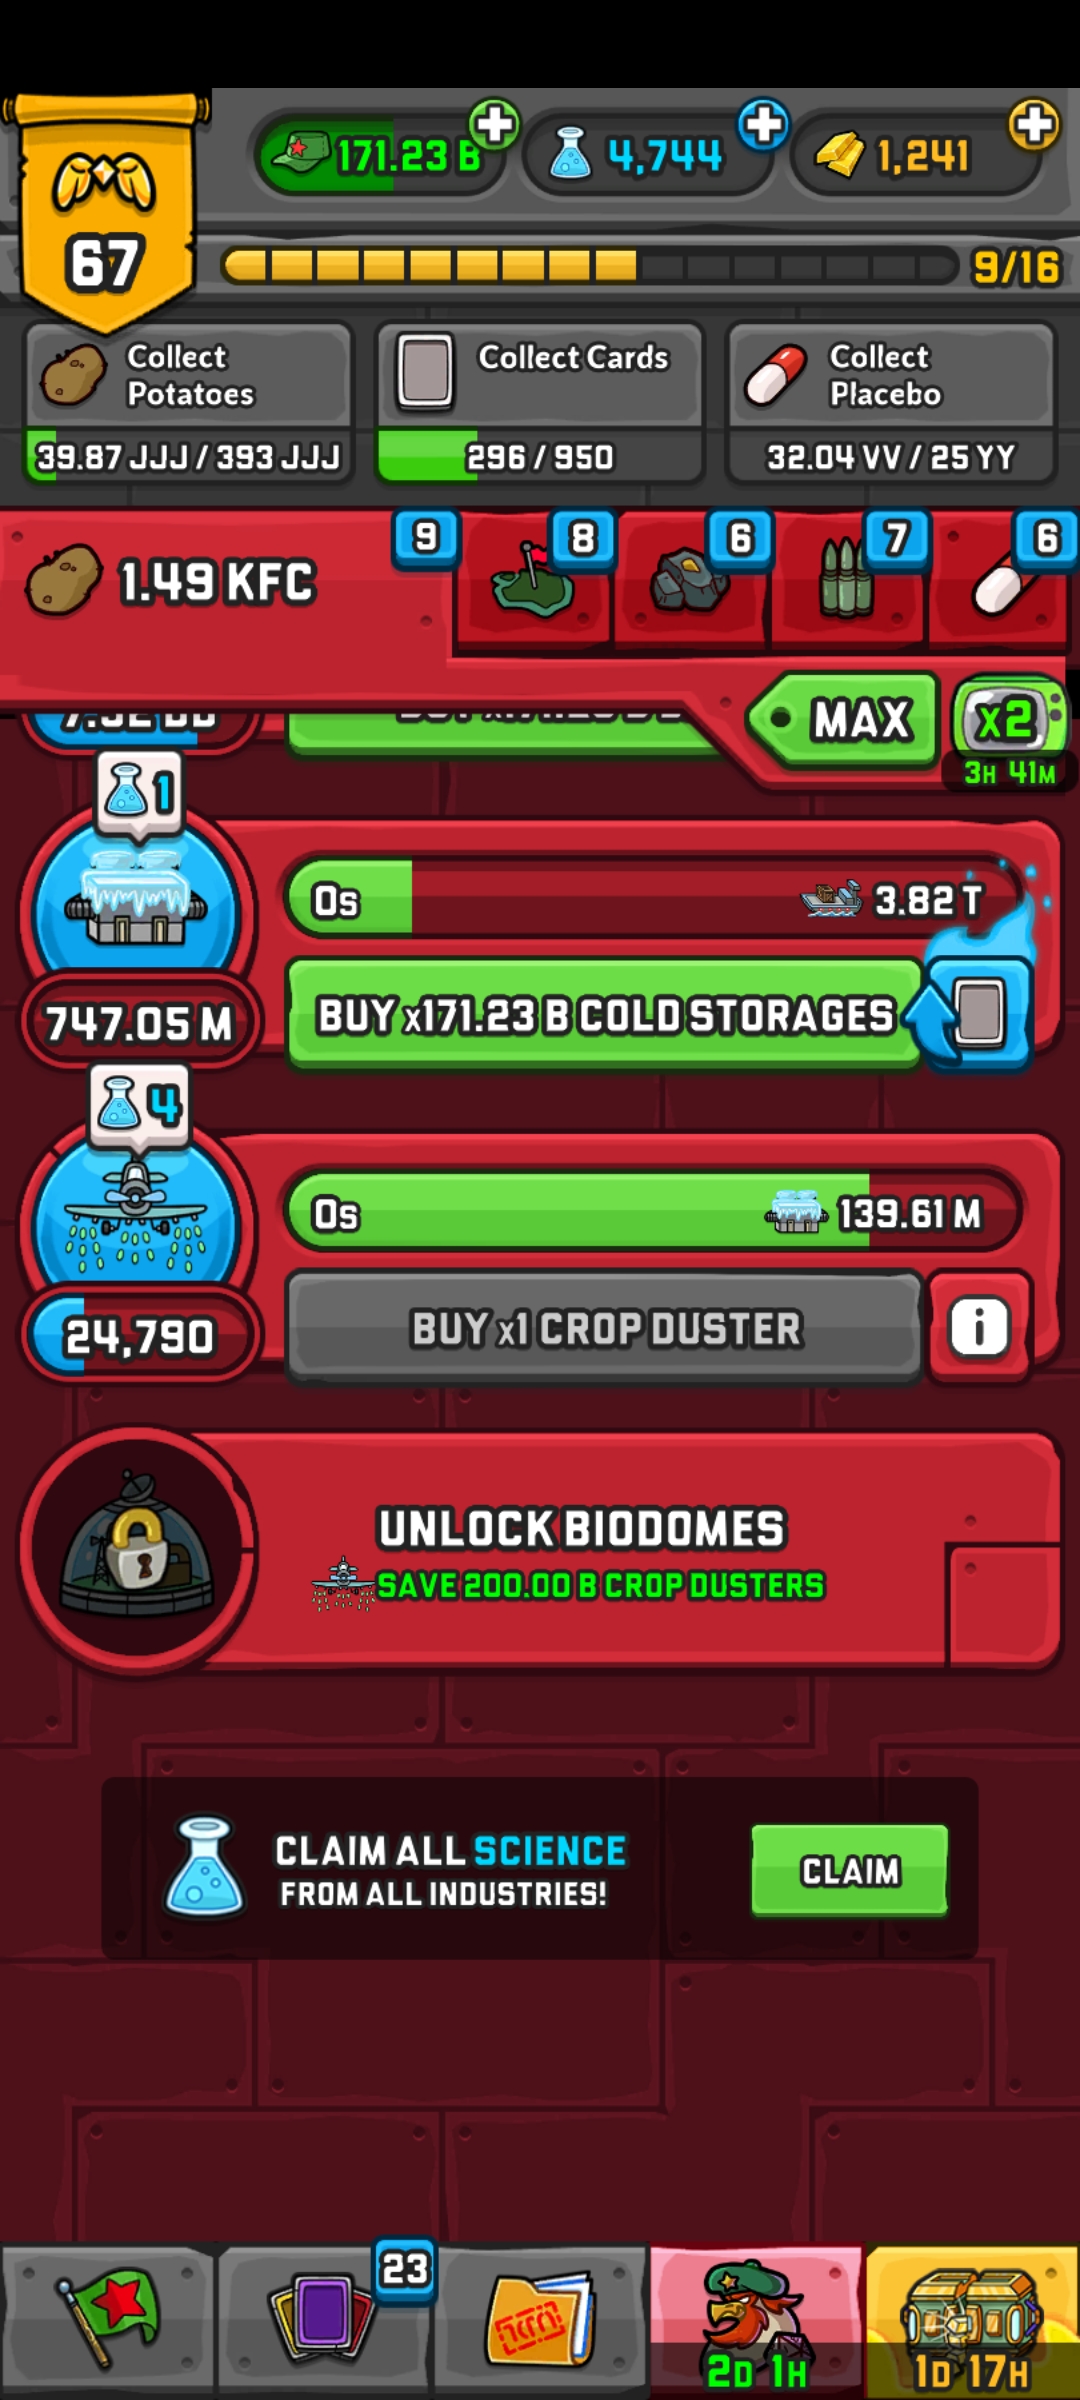 171.23 B
4,744
1,241
67
9/16
Collect
Potatoes
39.87 JJJ / 393 JJJ
Collect Cards
296 / 950
Collect
Placebo
32.04 VV / 25 YY
1.49 KFC
9
8
6
7
6
MAX
x2
3H 41M
1
0s
3.82 T
747.05 M
BUY x171.23 B COLD STORAGES
4
0s
139.61 M
24,790
BUY x1 CROP DUSTER
i
UNLOCK BIODOMES
SAVE 200.00 B CROP DUSTERS
CLAIM ALL SCIENCE
FROM ALL INDUSTRIES!
CLAIM
23
2D 1H
1D 17H